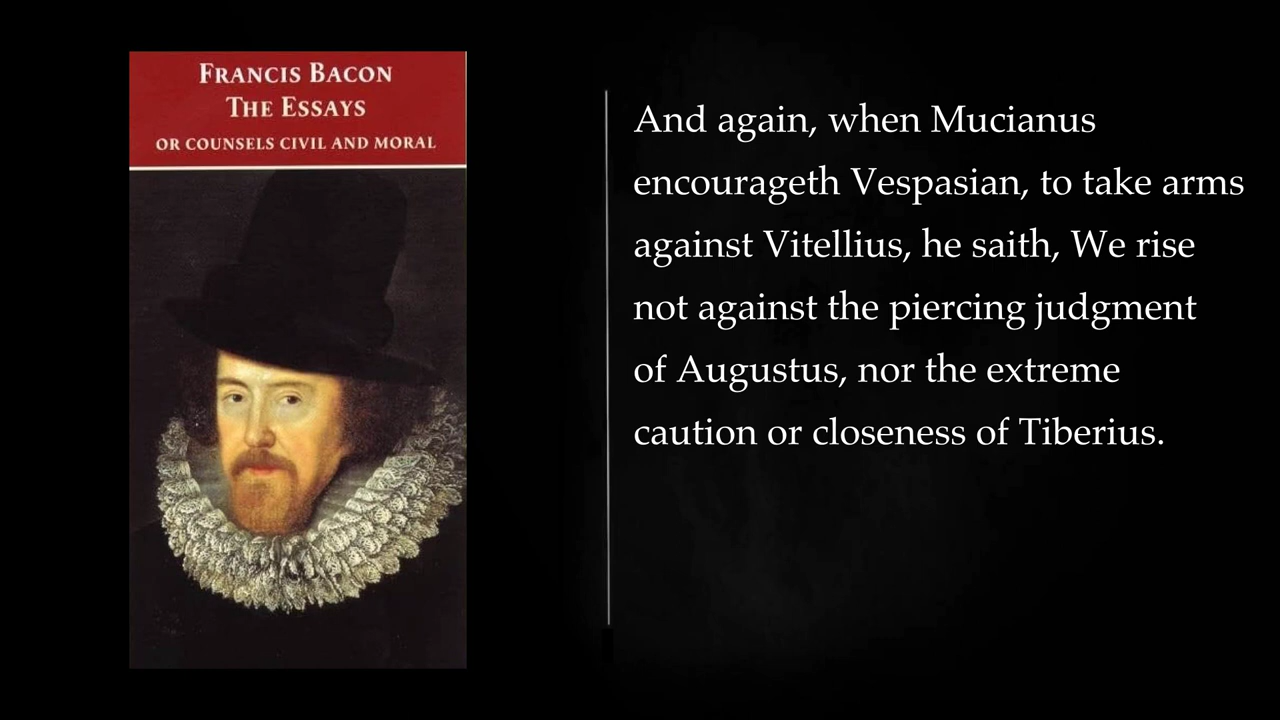 FRANCIS BACON
THE ESSAYS
OR COUNSELS CIVIL AND MORAL
And again, when Mucianus
encourageth Vespasian, to take arms
against Vitellius, he saith, We rise
not against the piercing judgment
of Augustus, nor the extreme
caution or closeness of Tiberius.